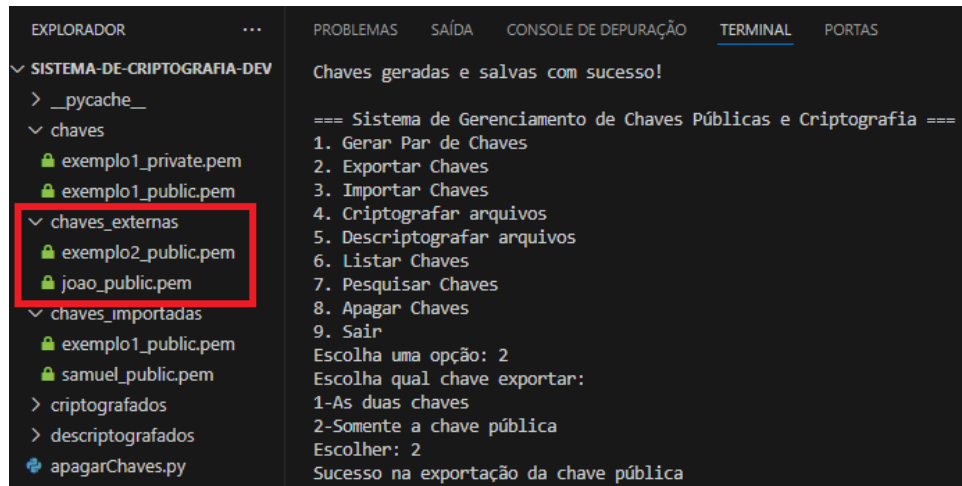 EXPLORADOR ...
SISTEMA-DE-CRIPTOGRAFIA-DEV
__pycache__
chaves
exemplo1_private.pem
exemplo1_public.pem
chaves_externas
exemplo2_public.pem
joao_public.pem
chaves_importadas
exemplo1_public.pem
samuel_public.pem
criptografados
descriptografados
apagarChaves.py
PROBLEMAS SAÍDA CONSOLE DE DEPURAÇÃO TERMINAL PORTAS
Chaves geradas e salvas com sucesso!
=== Sistema de Gerenciamento de Chaves Públicas e Criptografia ===
1. Gerar Par de Chaves
2. Exportar Chaves
3. Importar Chaves
4. Criptografar arquivos
5. Descriptografar arquivos
6. Listar Chaves
7. Pesquisar Chaves
8. Apagar Chaves
9. Sair
Escolha uma opção: 2
Escolha qual chave exportar:
1-As duas chaves
2-Somente a chave pública
Escolher: 2
Sucesso na exportação da chave pública